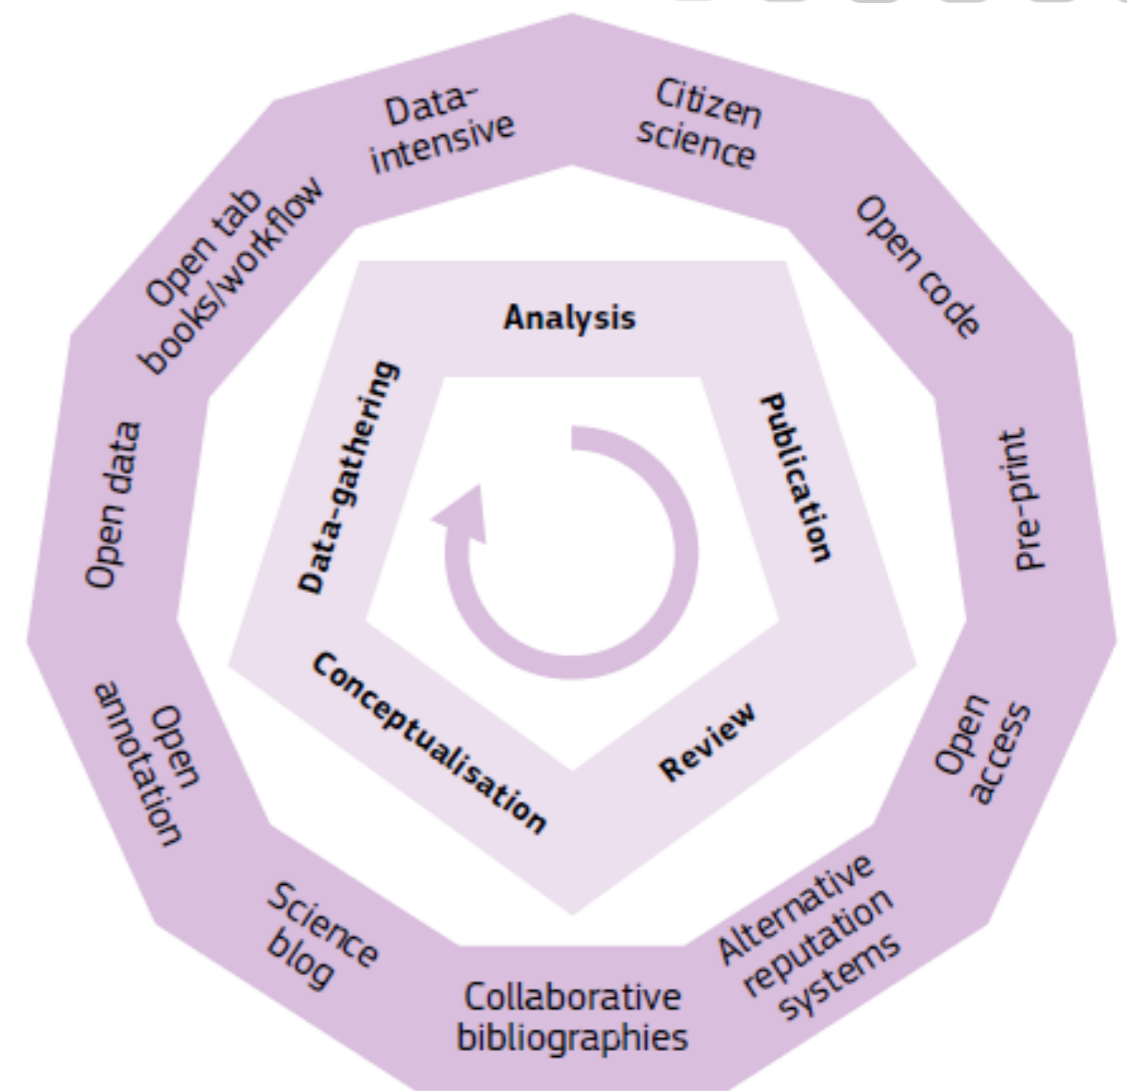 Data-
intensive
Citizen
science
Open code
Pre-print
Open
access
Alternative
reputation
systems
Collaborative
bibliographies
Science
blog
Open
annotation
Open data
Open tab
books/workflow
Analysis
Publication
Review
Conceptualisation
Data-gathering